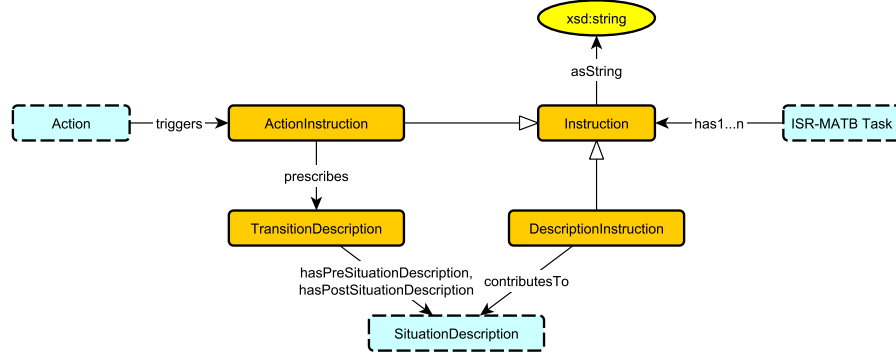 xsd:string
asString
Action
triggers
ActionInstruction
Instruction
has1...n
ISR-MATB Task
prescribes
TransitionDescription
DescriptionInstruction
hasPreSituationDescription,
hasPostSituationDescription
contributesTo
SituationDescription